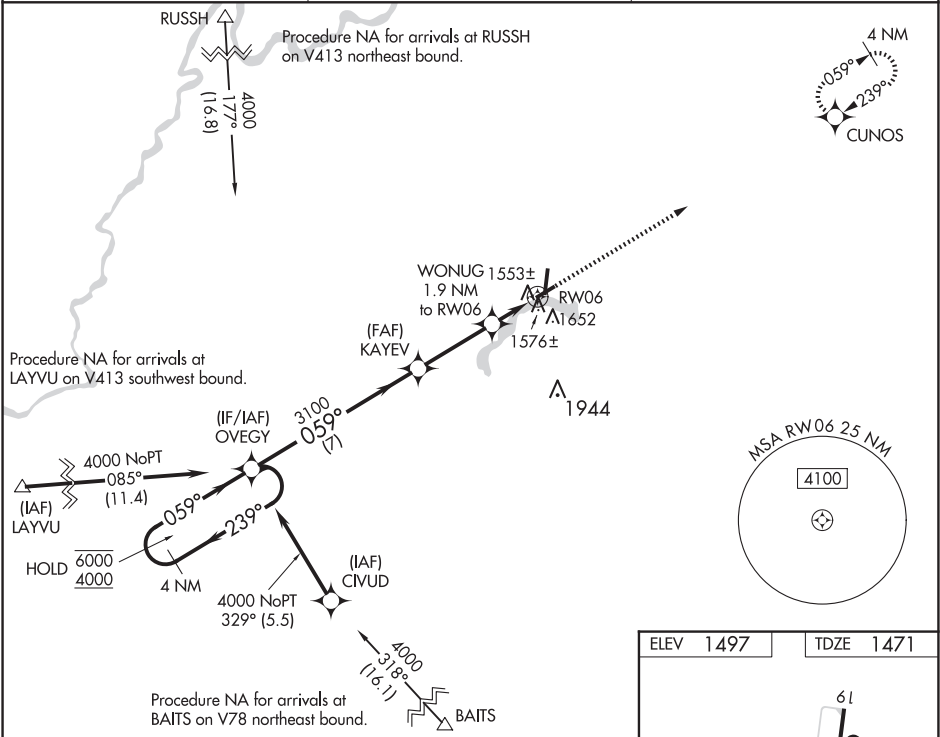 RUSSH
Procedure NA for arrivals at RUSSH
on V413 northeast bound.
4000
177°
(16.8)
4 NM
059°
239°
CUNOS
WONUG
1.9 NM
to RW06
1553±
RW06
1652
1576±
(FAF)
KAYEV
1944
Procedure NA for arrivals at
LAYVU on V413 southwest bound.
(IF/IAF)
OVEGY
3100
059°
(7)
4000 NoPT
085°
(11.4)
(IAF)
LAYVU
059°
239°
HOLD 6000
4000
4 NM
(IAF)
CIVUD
4000 NoPT
329° (5.5)
4000
318°
(16.1)
BAITS
Procedure NA for arrivals at
BAITS on V78 northeast bound.
MSA RW06 25 NM
4100
ELEV 1497
TDZE 1471
19